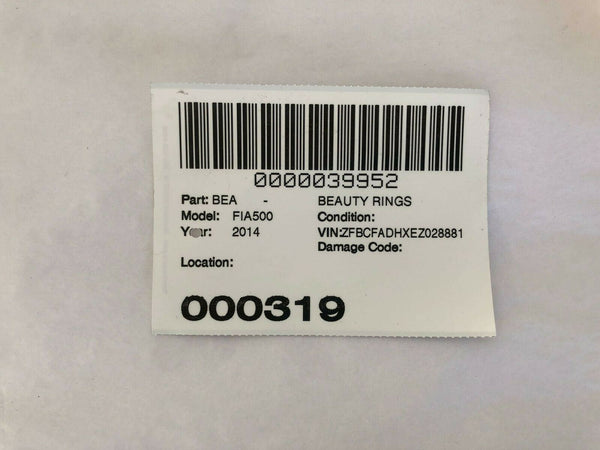 0000039952
Part: BEA - BEAUTY RINGS
Model: FIA500 Condition:
Year: 2014 VIN:ZFBCFADHXEZ028881
Damage Code:
Location:
000319